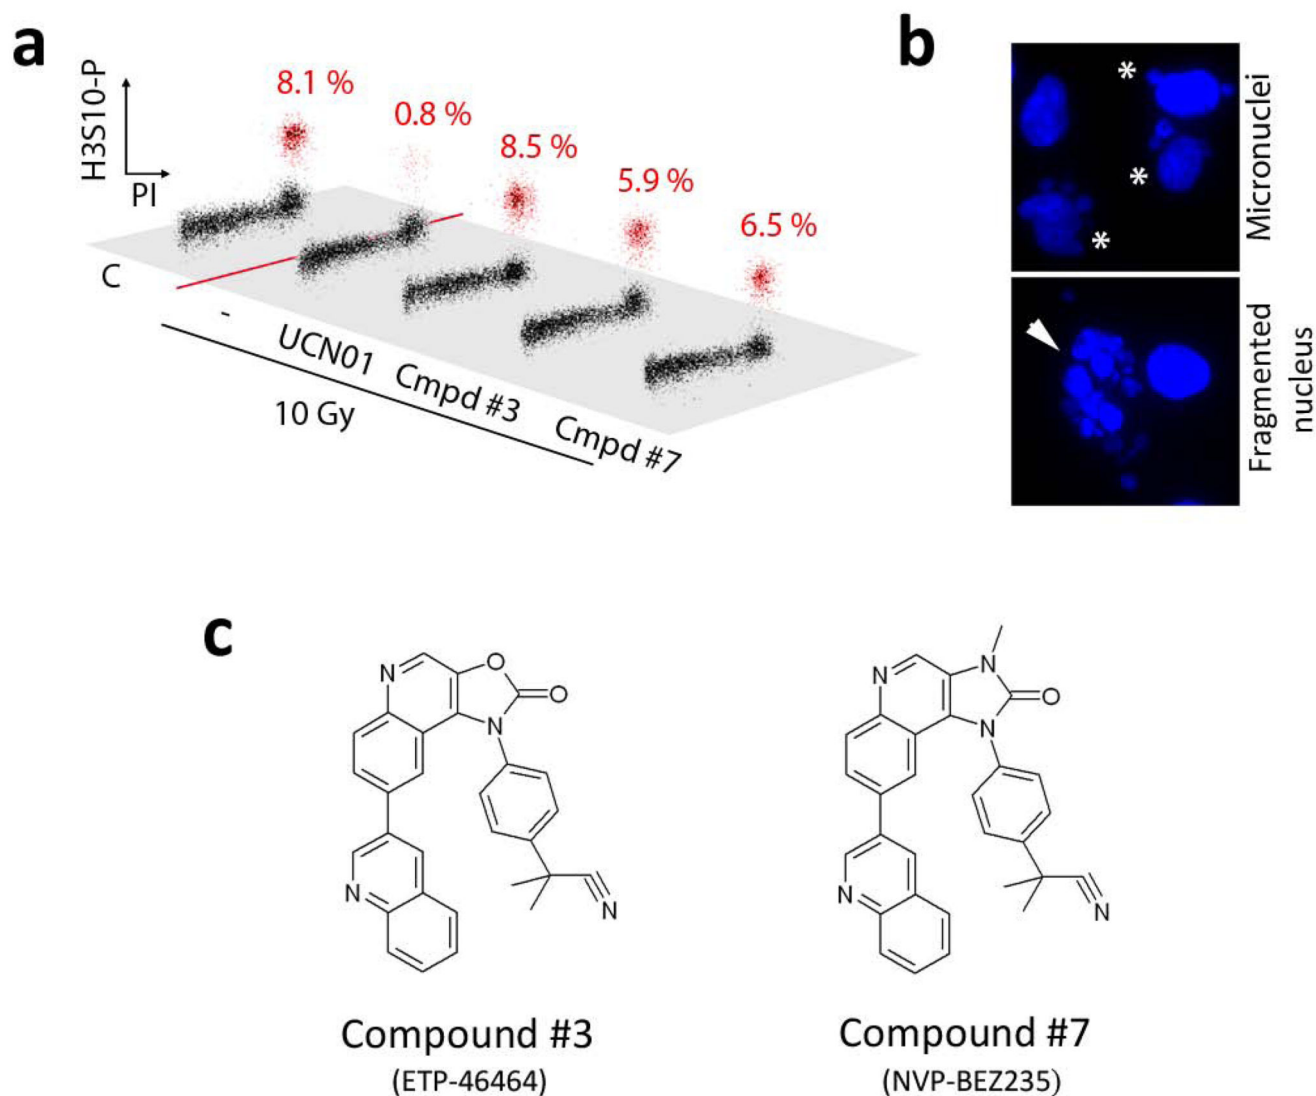 a
H3S10-P
PI
8.1 %
0.8 %
8.5 %
5.9 %
6.5 %
C
-
UCN01
Cmpd #3
Cmpd #7
10 Gy
b
*
*
*
Micronuclei
Fragmented
nucleus
c
N
O
O
N
N
N
N
N
O
N
N
N
Compound #3
(ETP-46464)
Compound #7
(NVP-BEZ235)